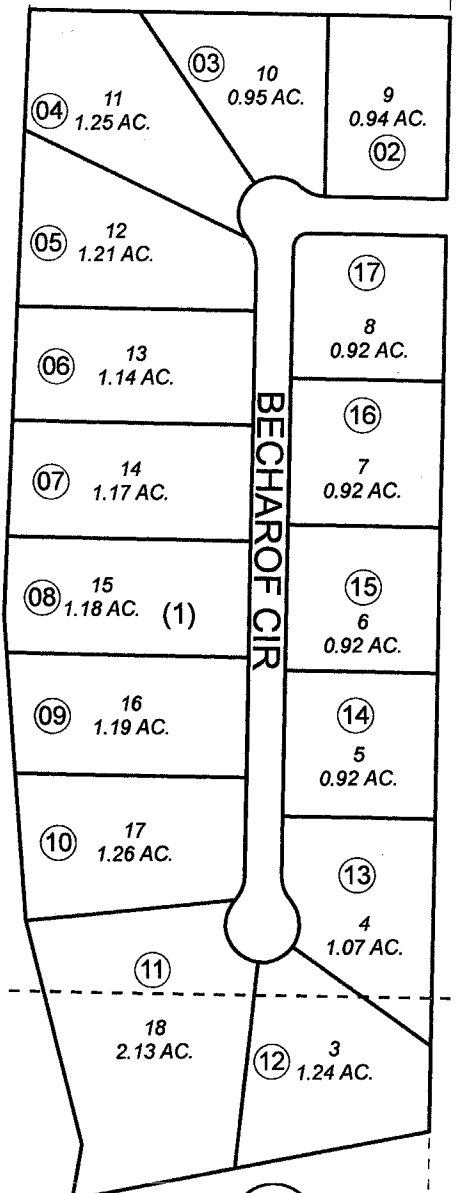 03
10
0.95 AC.
9
0.94 AC.
02
04
11
1.25 AC.
05
12
1.21 AC.
17
8
0.92 AC.
06
13
1.14 AC.
16
7
0.92 AC.
07
14
1.17 AC.
BECHAROF CIR
08
15
1.18 AC.
(1)
15
6
0.92 AC.
09
16
1.19 AC.
14
5
0.92 AC.
10
17
1.26 AC.
13
4
1.07 AC.
11
18
2.13 AC.
12
3
1.24 AC.